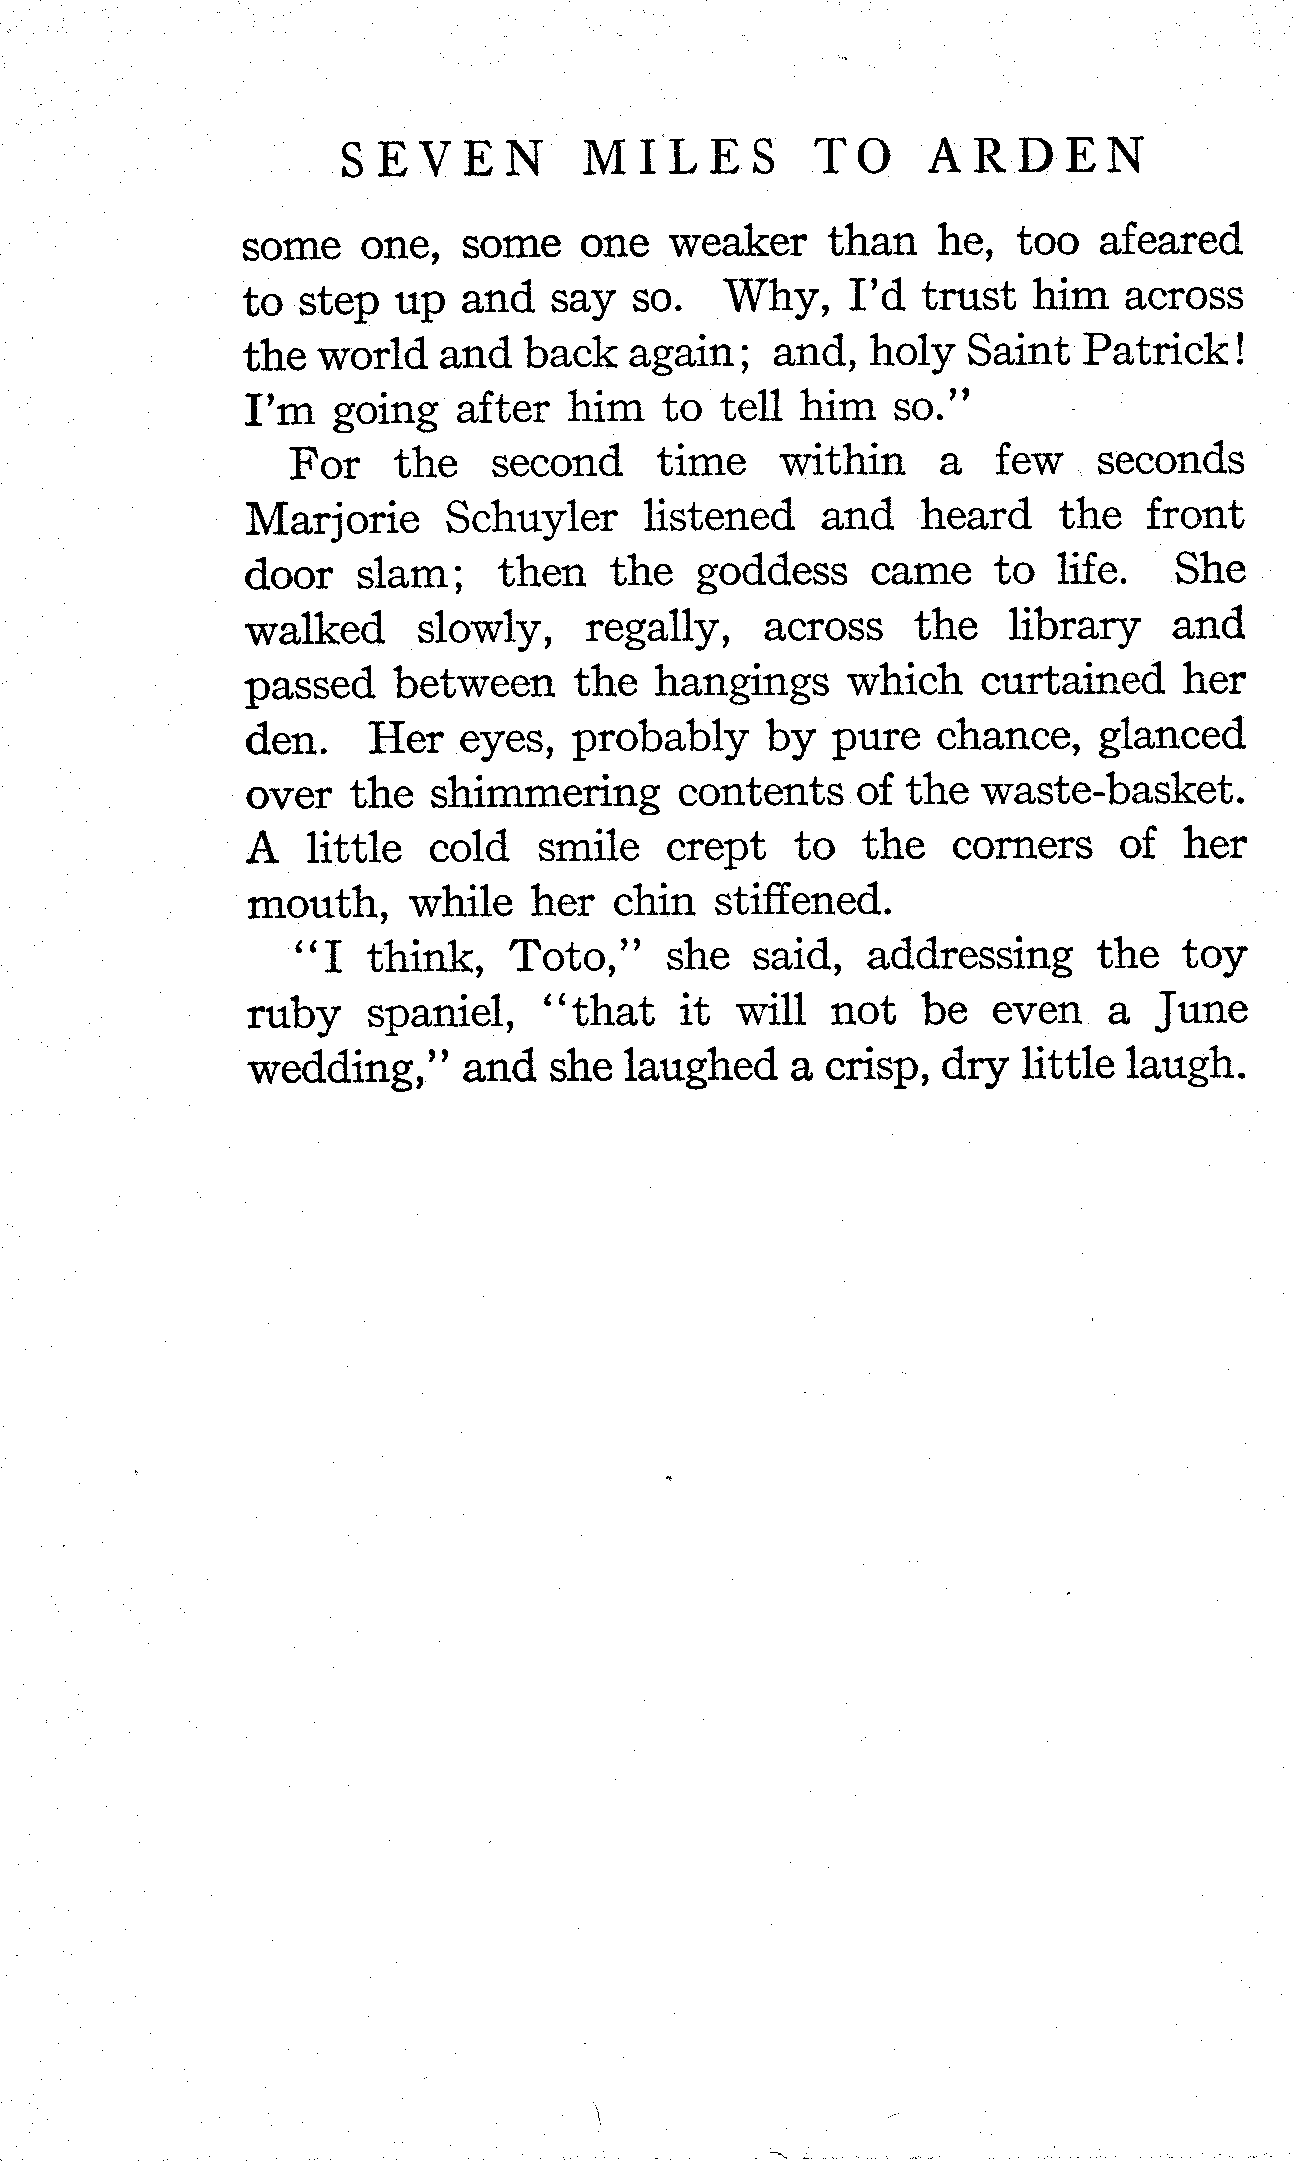 SEVEN MILES TO ARDEN
some one, some one weaker than he, too afeared
to step up and say so. Why, I'd trust him across
the world and back again; and, holy Saint Patrick!
I'm going after him to tell him so."
For the second time within a few seconds
Marjorie Schuyler listened and heard the front
door slam; then the goddess came to life. She
walked slowly, regally, across the library and
passed between the hangings which curtained her
den. Her eyes, probably by pure chance, glanced
over the shimmering contents of the waste-basket.
A little cold smile crept to the corners of her
mouth, while her chin stiffened.
"I think, Toto," she said, addressing the toy
ruby spaniel, "that it will not be even a June
wedding," and she laughed a crisp, dry little laugh.